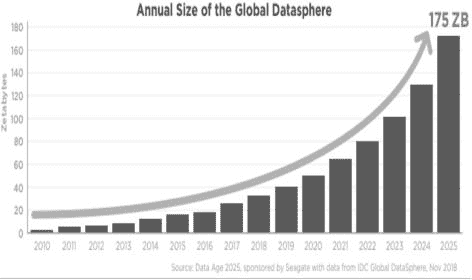 Annual Size of the Global Datasphere
175 ZB
180
160
140
120
100
80
60
40
20
0
Zetabytes
2010 2011 2012 2013 2014 2015 2016 2017 2018 2019 2020 2021 2022 2023 2024 2025
Source: Data Age 2025, sponsored by Seagate with data from IDC Global DataSphere, Nov 2018